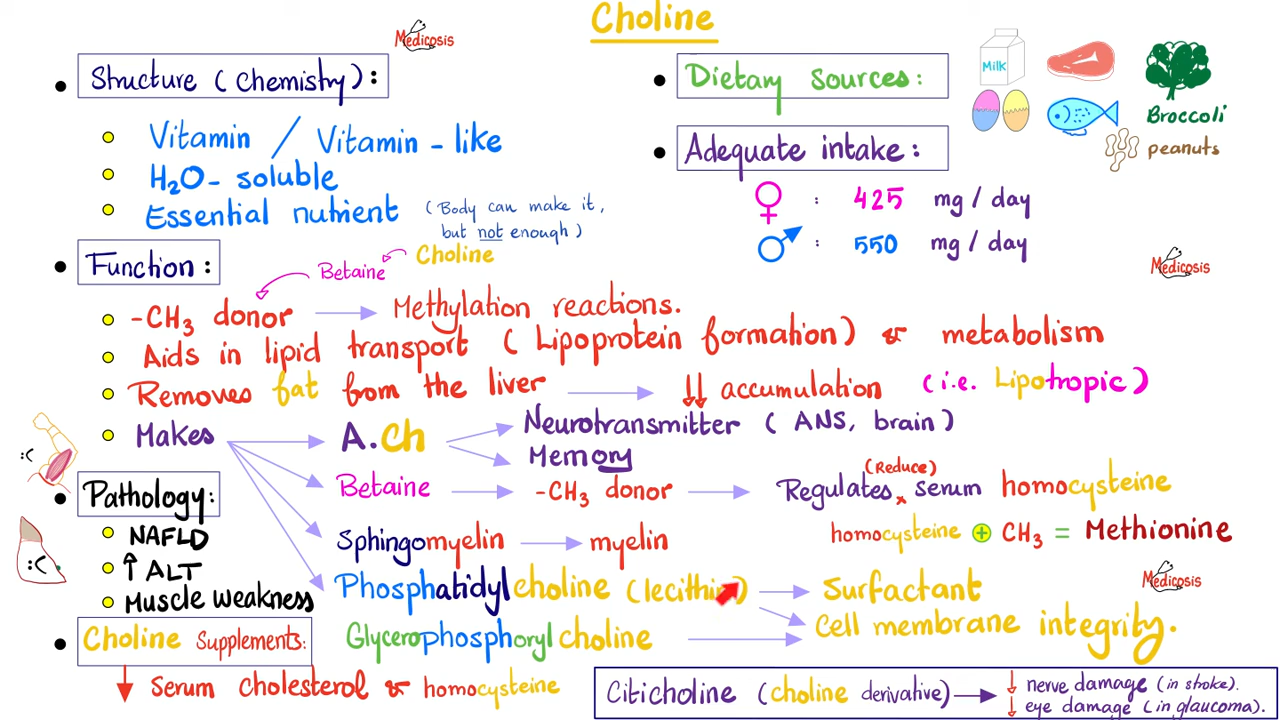 Choline
Medicosis
Structure (Chemistry):
Vitamin / Vitamin-like
H₂O-soluble
Essential nutrient (Body can make it, but not enough)
Dietary sources:
MILK
Broccoli
peanuts
Adequate intake:
♀ : 425 mg/day
♂ : 550 mg/day
Medicosis
Function:
Betaine ← Choline
-CH₃ donor → Methylation reactions.
Aids in lipid transport (Lipoprotein formation) & metabolism
Removes fat from the liver → ↓↓ accumulation (i.e. Lipotropic)
Makes → A.Ch → Neurotransmitter (ANS, brain)
Memory
Betaine → -CH₃ donor → Regulates (Reduce) serum homocysteine
homocysteine + CH₃ = Methionine
Sphingomyelin → myelin
Phosphatidylcholine (lecithin) → Surfactant
Cell membrane integrity.
Glycerophosphorylcholine →
Medicosis
Pathology:
NAFLD
↑ ALT
Muscle weakness
Choline Supplements:
↓ Serum Cholesterol & homocysteine
Citicholine (choline derivative) → ↓ nerve damage (in stroke).
↓ eye damage (in glaucoma).